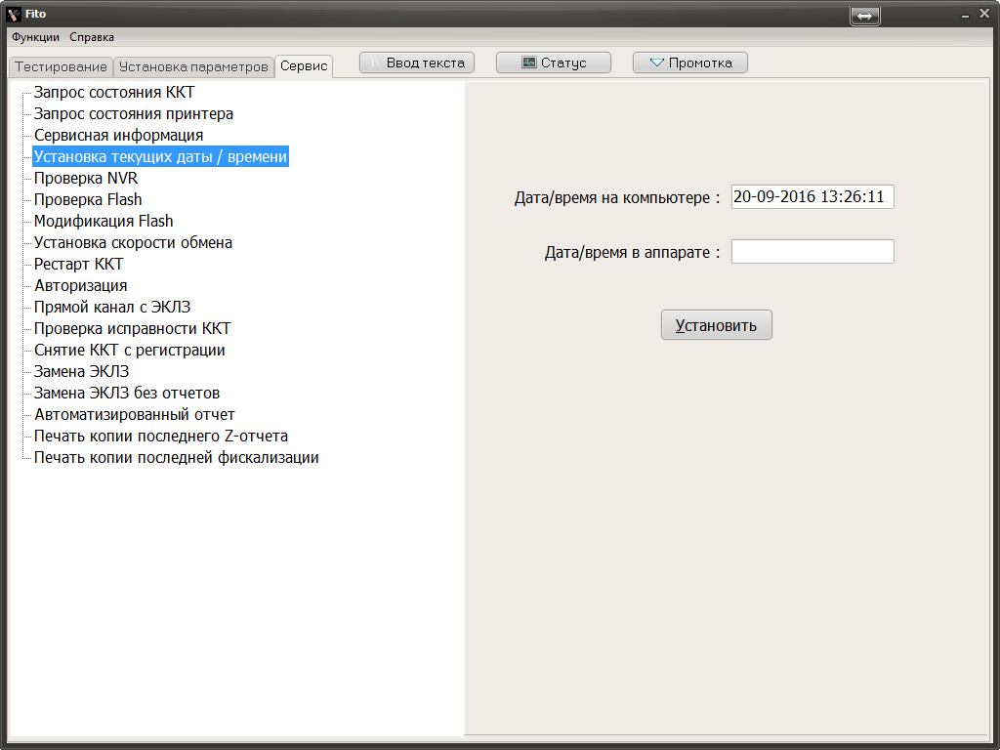 Fito
Функции Справка
Тестирование Установка параметров Сервис Ввод текста Статус Промотка
Запрос состояния ККТ
Запрос состояния принтера
Сервисная информация
Установка текущих даты / времени
Проверка NVR
Проверка Flash
Модификация Flash
Установка скорости обмена
Рестарт ККТ
Авторизация
Прямой канал с ЭКЛЗ
Проверка исправности ККТ
Снятие ККТ с регистрации
Замена ЭКЛЗ
Замена ЭКЛЗ без отчетов
Автоматизированный отчет
Печать копии последнего Z-отчета
Печать копии последней фискализации
Дата/время на компьютере : 20-09-2016 13:26:11
Дата/время в аппарате :
Установить